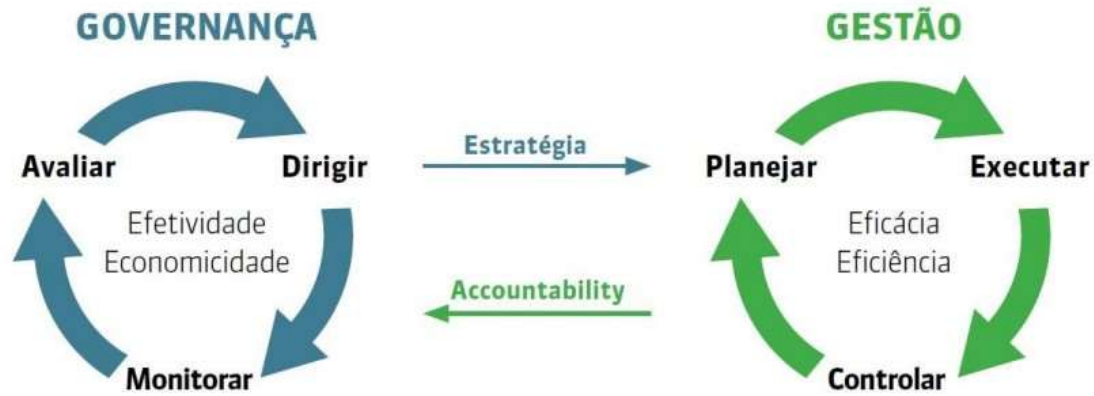 GOVERNANÇA
GESTÃO
Avaliar
Dirigir
Estratégia
Planejar
Executar
Efetividade
Economicidade
Eficácia
Eficiência
Accountability
Monitorar
Controlar